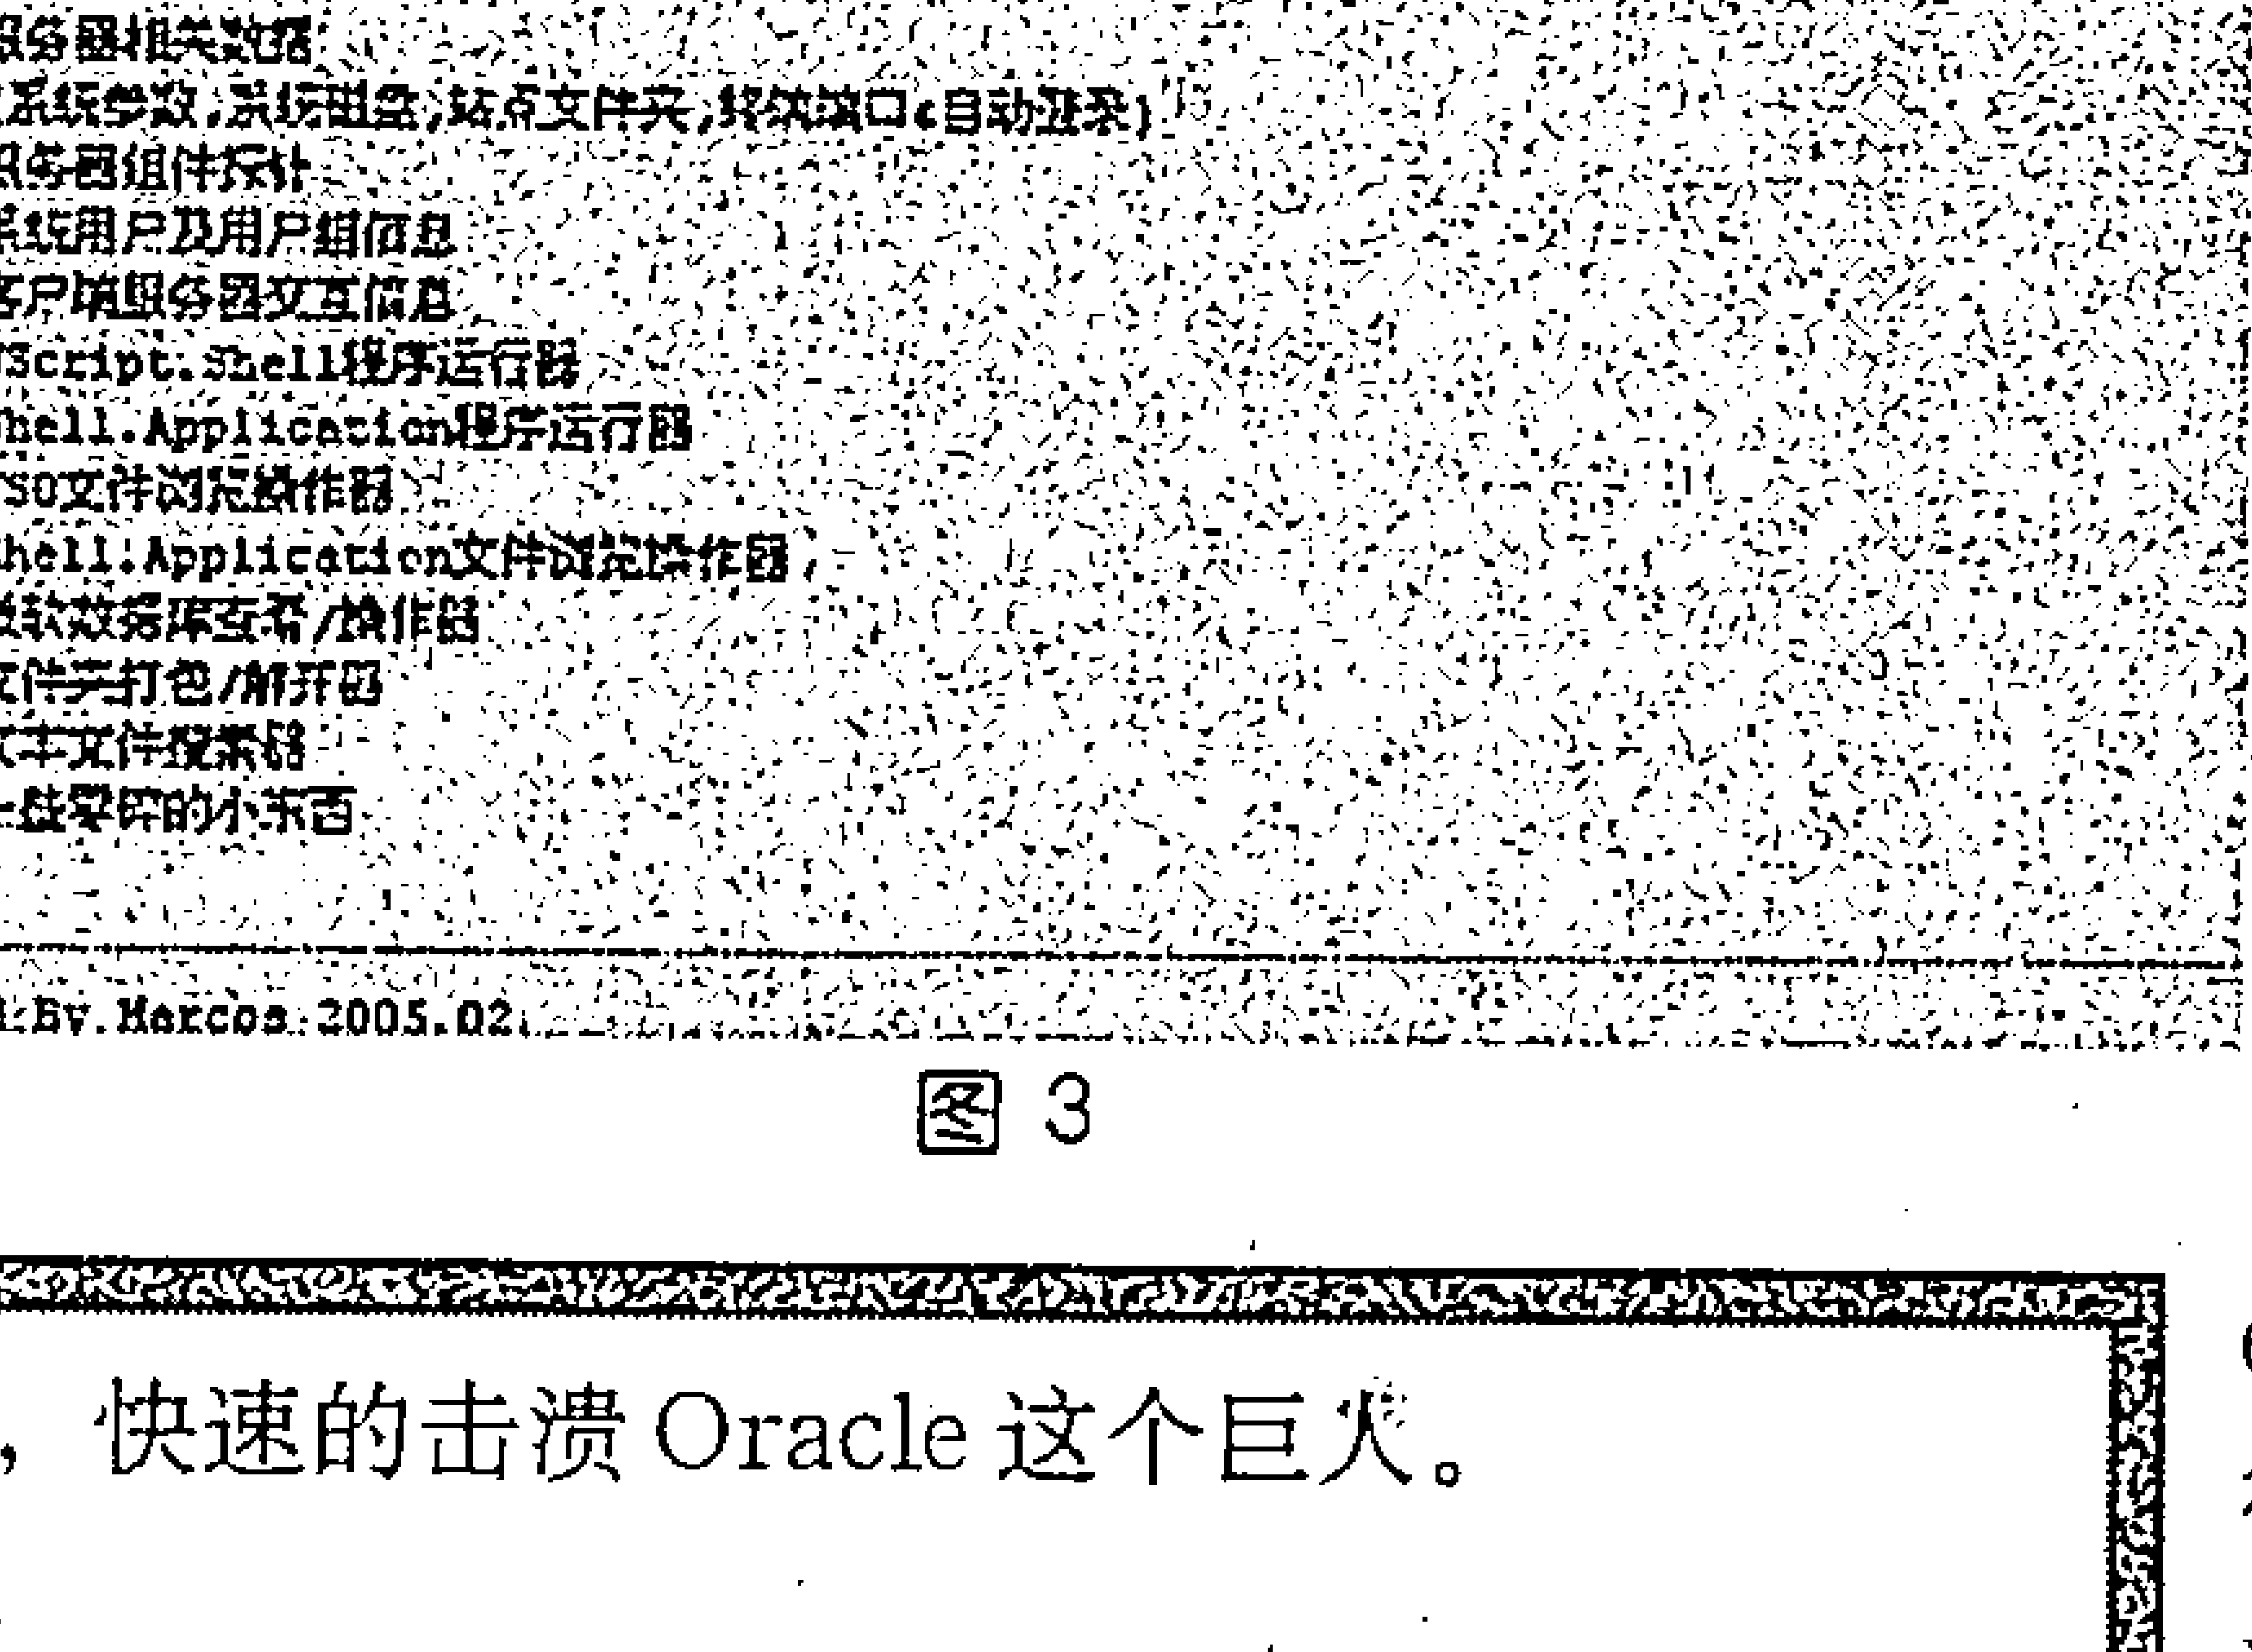 服务器相关数据
系统参数,系统磁盘,站点文件夹,终端端口(自动登录)
服务器组件探针
系统用户及用户组信息
客户端服务器交互信息
Script.Shell程序运行器
hell.Application程序运行器
SO文件浏览操作器
hell.Application文件浏览操作器
软数据库查看/操作器
文件夹打包/解开器
文本文件搜索器
一些零碎的小东西
By.Marcos 2005.02.
图 3
，快速的击溃 Oracle 这个巨火。